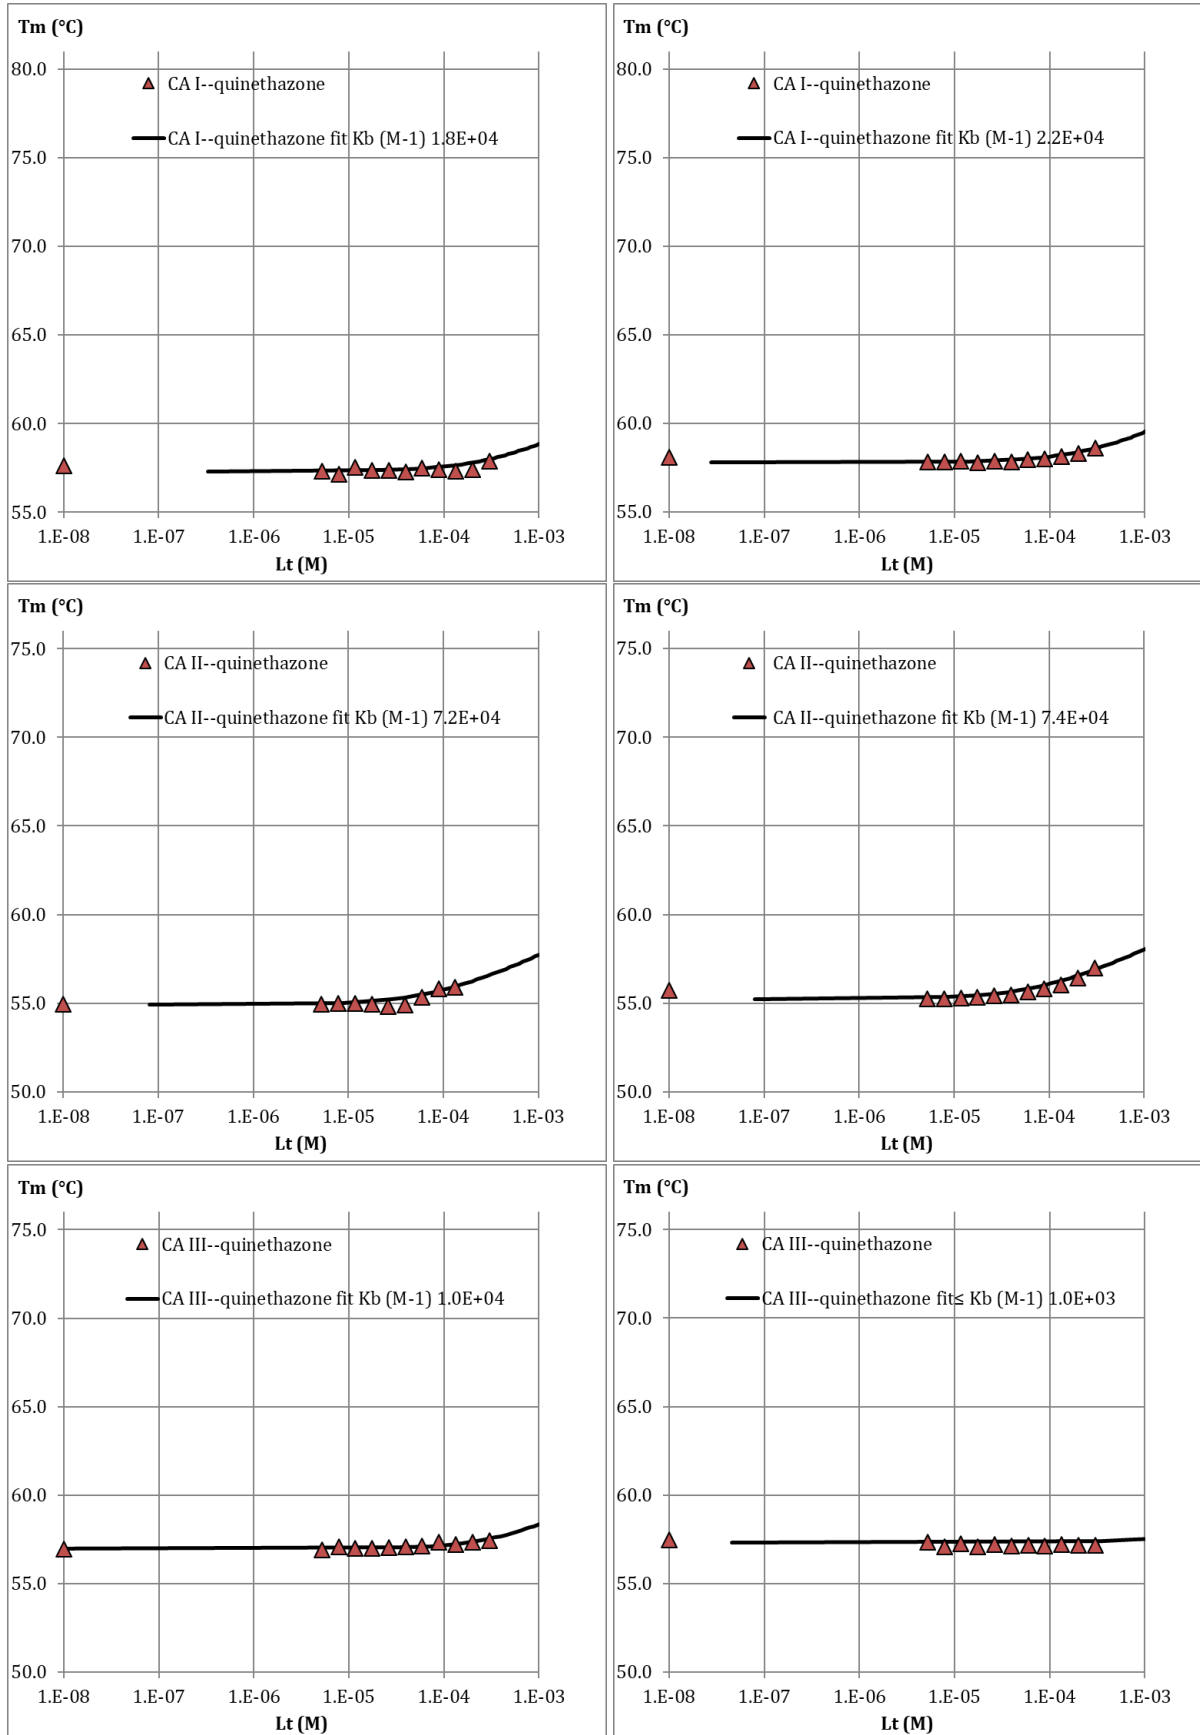 Tm (°C)
80.0
75.0
70.0
65.0
60.0
55.0
CA I--quinethazone
CA I--quinethazone fit Kb (M-1) 1.8E+04
1.E-08 1.E-07 1.E-06 1.E-05 1.E-04 1.E-03
Lt (M)
Tm (°C)
80.0
75.0
70.0
65.0
60.0
55.0
CA I--quinethazone
CA I--quinethazone fit Kb (M-1) 2.2E+04
1.E-08 1.E-07 1.E-06 1.E-05 1.E-04 1.E-03
Lt (M)
Tm (°C)
75.0
70.0
65.0
60.0
55.0
50.0
CA II--quinethazone
CA II--quinethazone fit Kb (M-1) 7.2E+04
1.E-08 1.E-07 1.E-06 1.E-05 1.E-04 1.E-03
Lt (M)
Tm (°C)
75.0
70.0
65.0
60.0
55.0
50.0
CA II--quinethazone
CA II--quinethazone fit Kb (M-1) 7.4E+04
1.E-08 1.E-07 1.E-06 1.E-05 1.E-04 1.E-03
Lt (M)
Tm (°C)
75.0
70.0
65.0
60.0
55.0
50.0
CA III--quinethazone
CA III--quinethazone fit Kb (M-1) 1.0E+04
1.E-08 1.E-07 1.E-06 1.E-05 1.E-04 1.E-03
Lt (M)
Tm (°C)
75.0
70.0
65.0
60.0
55.0
50.0
CA III--quinethazone
CA III--quinethazone fit≤ Kb (M-1) 1.0E+03
1.E-08 1.E-07 1.E-06 1.E-05 1.E-04 1.E-03
Lt (M)